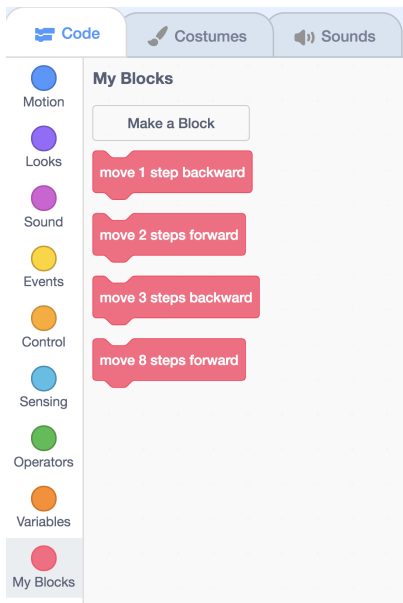 Code
Costumes
Sounds
Motion
Looks
Sound
Events
Control
Sensing
Operators
Variables
My Blocks
My Blocks
Make a Block
move 1 step backward
move 2 steps forward
move 3 steps backward
move 8 steps forward